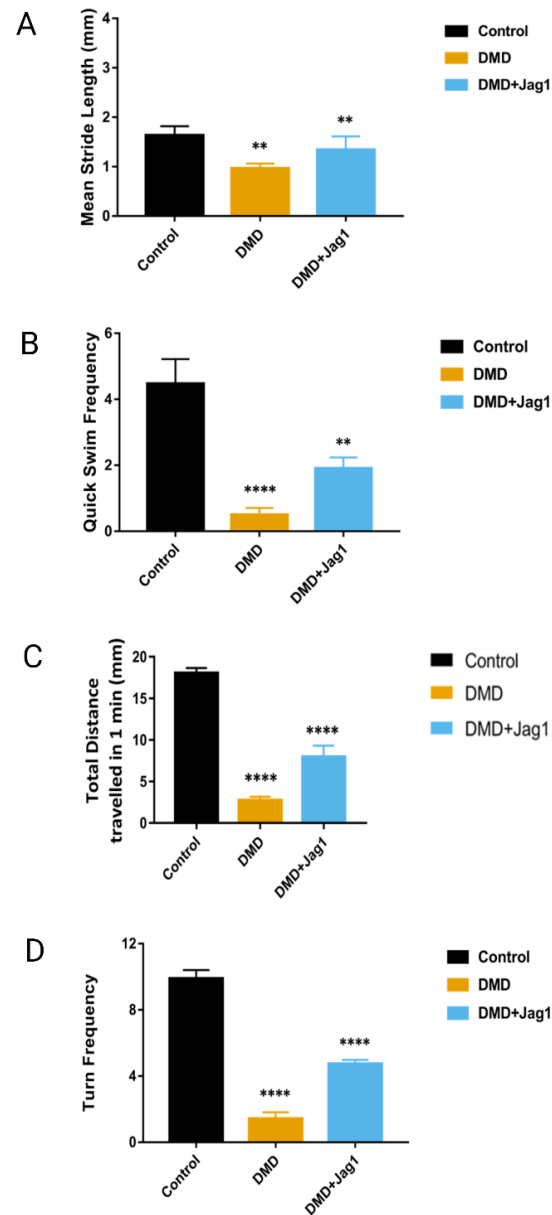 A
Mean Stride Length (mm)
4
3
2
1
0
**
**
Control
DMD
DMD+Jag1
Control
DMD
DMD+Jag1
B
Quick Swim Frequency
6
4
2
0
****
**
Control
DMD
DMD+Jag1
Control
DMD
DMD+Jag1
C
Total Distance
travelled in 1 min (mm)
20
15
10
5
0
****
****
Control
DMD
DMD+Jag1
Control
DMD
DMD+Jag1
D
Turn Frequency
12
8
4
0
****
****
Control
DMD
DMD+Jag1
Control
DMD
DMD+Jag1